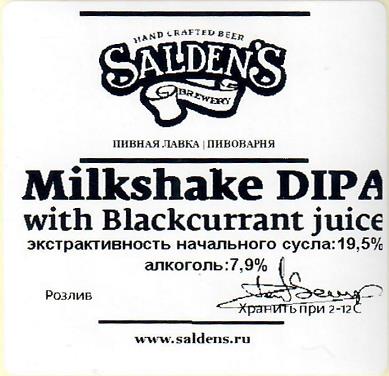 HAND CRAFTED BEER
SALDEN'S
BREWERY
ПИВНАЯ ЛАВКА | ПИВОВАРНЯ
Milkshake DIPA
with Blackcurrant juice
экстрактивность начального сусла:19,5%
алкоголь:7,9%
Розлив
Хранить при 2-12С
www.saldens.ru